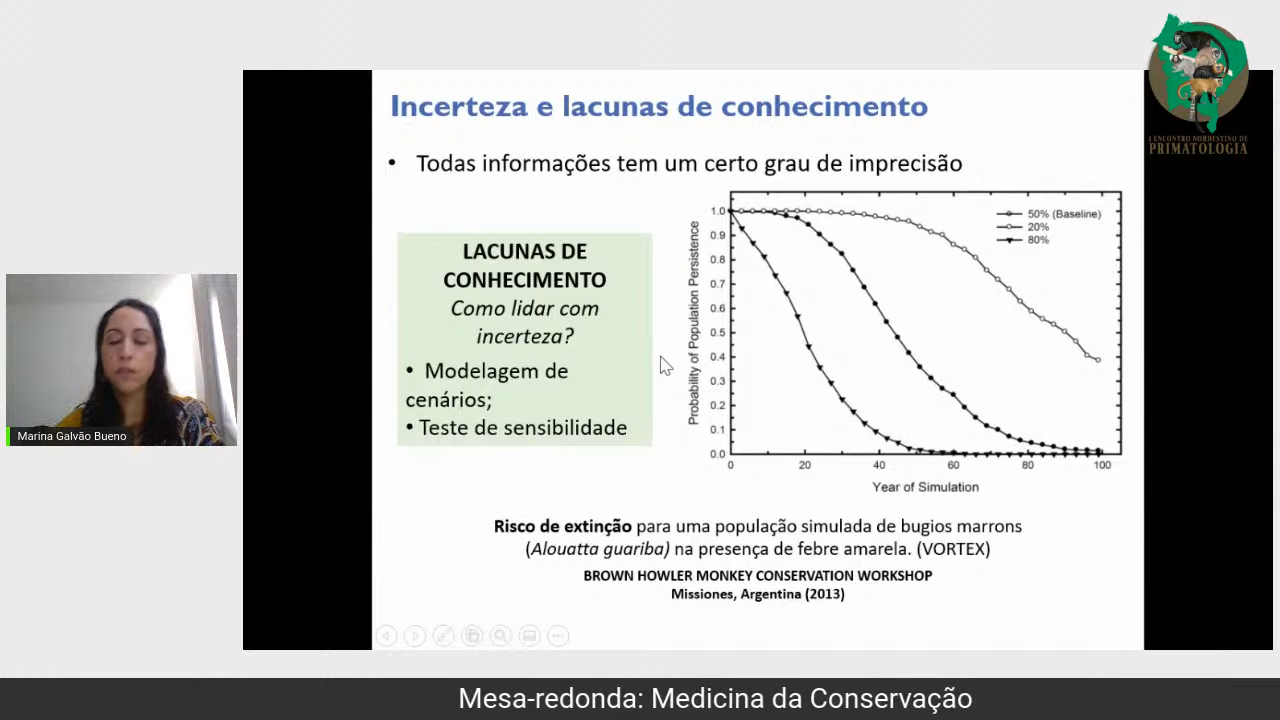 Incerteza e lacunas de conhecimento
• Todas informações tem um certo grau de imprecisão
LACUNAS DE
CONHECIMENTO
Como lidar com
incerteza?
• Modelagem de
cenários;
• Teste de sensibilidade
Probability of Population Persistence
1.0
0.9
0.8
0.7
0.6
0.5
0.4
0.3
0.2
0.1
0.0
0 20 40 60 80 100
Year of Simulation
50% (Baseline)
20%
80%
Risco de extinção para uma população simulada de bugios marrons
(Alouatta guariba) na presença de febre amarela. (VORTEX)
BROWN HOWLER MONKEY CONSERVATION WORKSHOP
Missiones, Argentina (2013)
I ENCONTRO NORDESTINO DE
PRIMATOLOGIA
Marina Galvão Bueno
Mesa-redonda: Medicina da Conservação